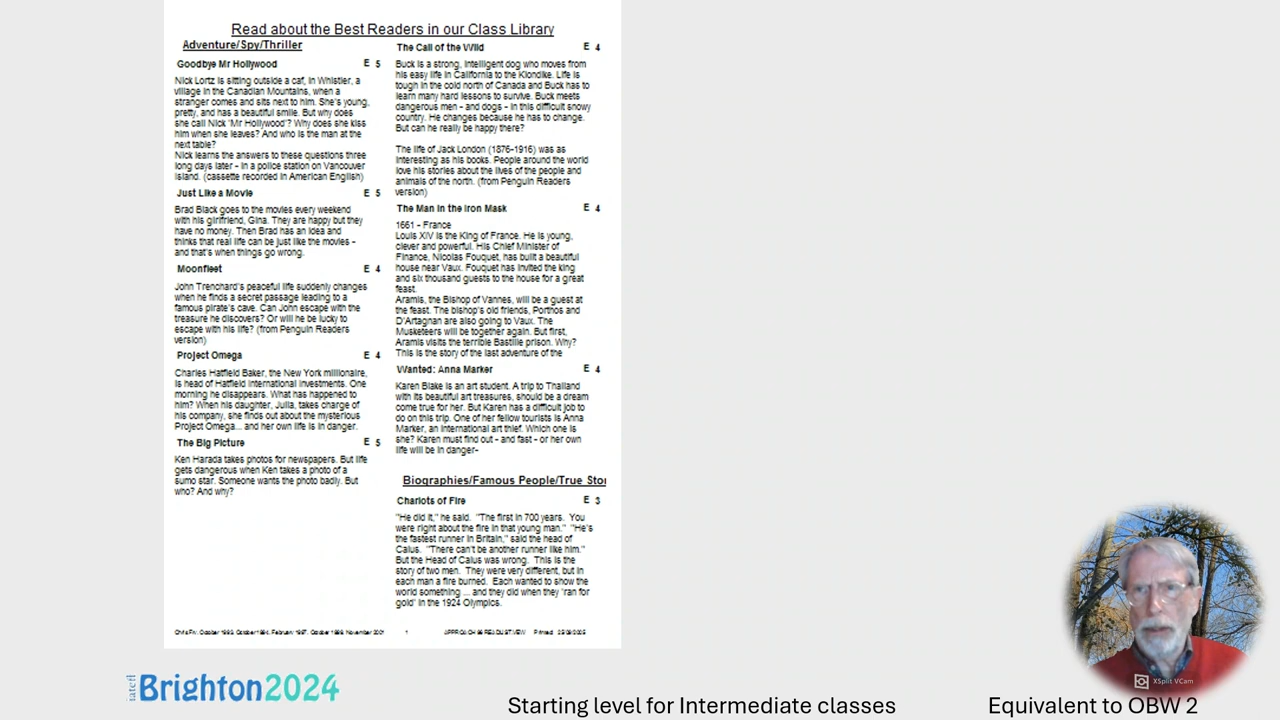 Read about the Best Readers in our Class Library
Adventure/Spy/Thriller
Goodbye Mr Hollywood E 5
Nick Lortz is sitting outside a caf, in Whistler, a
village in the Canadian Mountains, when a
stranger comes and sits next to him. She's young,
pretty, and has a beautiful smile. But why does
she call Nick 'Mr Hollywood'? Why does she kiss
him when she leaves? And who is the man at the
next table?
Nick learns the answers to these questions three
long days later - in a police station on Vancouver
Island. (cassette recorded in American English)
Just Like a Movie E 5
Brad Black goes to the movies every weekend
with his girlfriend, Gina. They are happy but they
have no money. Then Brad has an idea and
thinks that real life can be just like the movies -
and that's when things go wrong.
Moonfleet E 4
John Trenchard's peaceful life suddenly changes
when he finds a secret passage leading to a
famous pirate's cave. Can John escape with the
treasure he discovers? Or will he be lucky to
escape with his life? (from Penguin Readers
version)
Project Omega E 4
Charles Hatfield Baker, the New York millionaire,
is head of Hatfield International Investments. One
morning he disappears. What has happened to
him? When his daughter, Julia, takes charge of
his company, she finds out about the mysterious
Project Omega... and her own life is in danger.
The Big Picture E 5
Ken Harada takes photos for newspapers. But life
gets dangerous when Ken takes a photo of a
sumo star. Someone wants the photo badly. But
who? And why?
The Call of the Wild E 4
Buck is a strong, intelligent dog who moves from
his easy life in California to the Klondike. Life is
tough in the cold north of Canada and Buck has to
learn many hard lessons to survive. Buck meets
dangerous men - and dogs - in this difficult snowy
country. He changes because he has to change.
But can he really be happy there?
The life of Jack London (1876-1916) was as
interesting as his books. People around the world
love his stories about the lives of the people and
animals of the north. (from Penguin Readers
version)
The Man in the Iron Mask E 4
1661 - France
Louis XIV is the King of France. He is young,
clever and powerful. His Chief Minister of
Finance, Nicolas Fouquet, has built a beautiful
house near Vaux. Fouquet has invited the king
and six thousand guests to the house for a great
feast.
Aramis, the Bishop of Vannes, will be a guest at
the feast. The bishop's old friends, Porthos and
D'Artagnan are also going to Vaux. The
Musketeers will be together again. But first,
Aramis visits the terrible Bastille prison. Why?
This is the story of the last adventure of the
Wanted: Anna Marker E 4
Karen Blake is an art student. A trip to Thailand
with its beautiful art treasures, should be a dream
come true for her. But Karen has a difficult job to
do on this trip. One of her fellow tourists is Anna
Marker, an international art thief. Which one is
she? Karen must find out - and fast - or her own
life will be in danger-
Biographies/Famous People/True Stor
Chariots of Fire E 3
"He did it," he said. "The first in 700 years. You
were right about the fire in that young man." "He's
the fastest runner in Britain," said the head of
Caius. "There can't be another runner like him."
But the Head of Caius was wrong. This is the
story of two men. They were very different, but in
each man a fire burned. Each wanted to show the
world something ... and they did when they 'ran for
gold' in the 1924 Olympics.
October 1993, October 1994, February 1997, October 1998, November 2001 1 Printed
iatefl Brighton2024
Starting level for Intermediate classes Equivalent to OBW 2
XSplit VCam